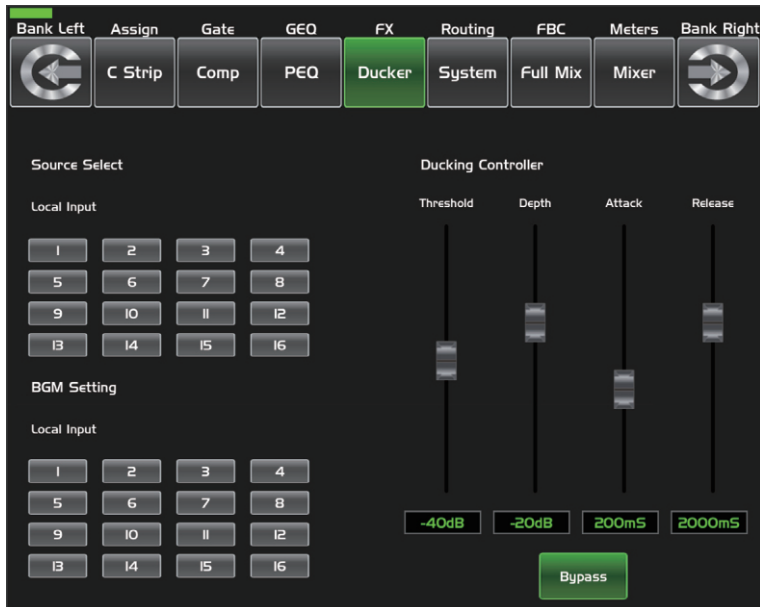 Bank Left Assign Gate GEQ FX Routing FBC Meters Bank Right
C Strip Comp PEQ Ducker System Full Mix Mixer
Source Select
Local Input
1 2 3 4
5 6 7 8
9 10 11 12
13 14 15 16
BGM Setting
Local Input
1 2 3 4
5 6 7 8
9 10 11 12
13 14 15 16
Ducking Controller
Threshold Depth Attack Release
-40dB -20dB 200mS 2000mS
Bypass